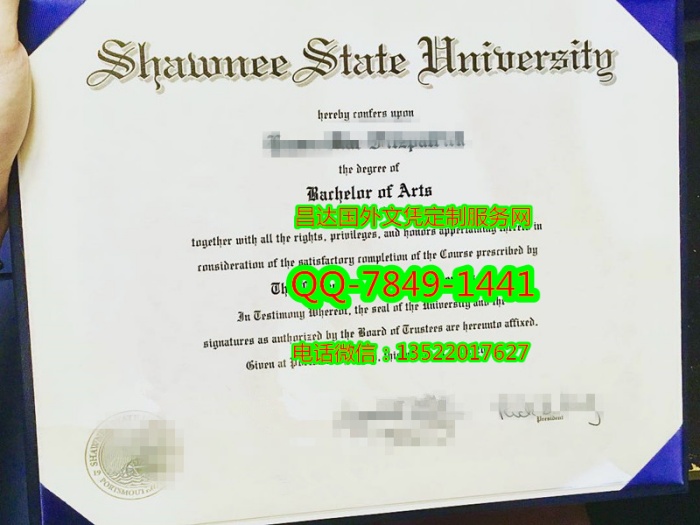 Shawnee State University
hereby confers upon
the degree of
Bachelor of Arts
昌达国外文凭定制服务网
together with all the rights, privileges, and honors appertaining in
consideration of the satisfactory completion of the Course prescribed by
QQ-7849-1441
In Testimony Whereof, the seal of the University and the
signatures as authorized by the Board of Trustees are hereunto affixed.
电话微信：13522017627
Given at
President
SHAW
PORTSMOUTH